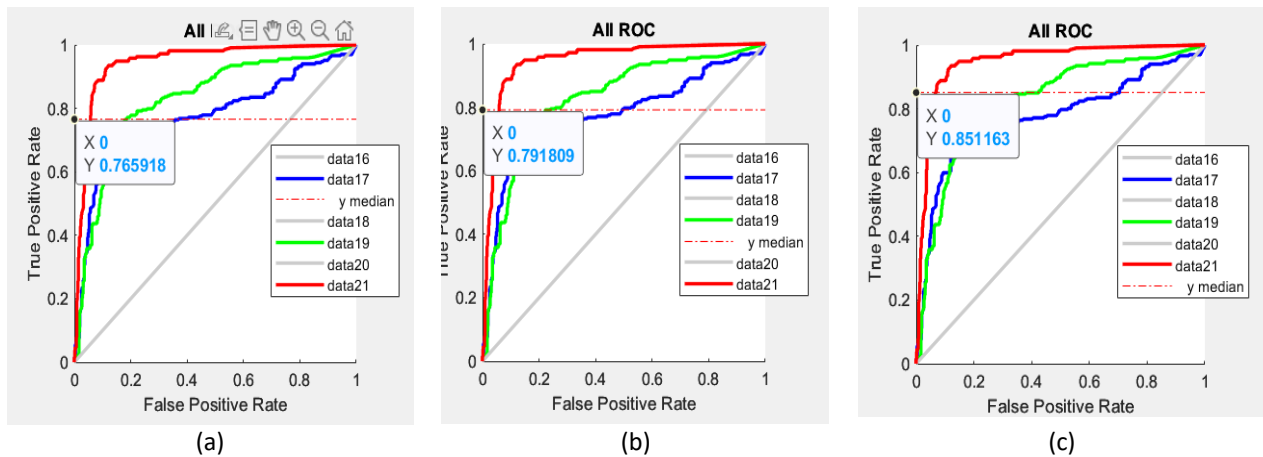 All
1
0.8
0.6
0.4
0.2
0
True Positive Rate
X 0
Y 0.765918
data16
data17
y median
data18
data19
data20
data21
0 0.2 0.4 0.6 0.8 1
False Positive Rate
(a)
All ROC
1
0.8
0.6
0.4
0.2
0
True Positive Rate
X 0
Y 0.791809
data16
data17
data18
data19
y median
data20
data21
0 0.2 0.4 0.6 0.8 1
False Positive Rate
(b)
All ROC
1
0.8
0.6
0.4
0.2
0
True Positive Rate
X 0
Y 0.851163
data16
data17
data18
data19
data20
data21
y median
0 0.2 0.4 0.6 0.8 1
False Positive Rate
(c)